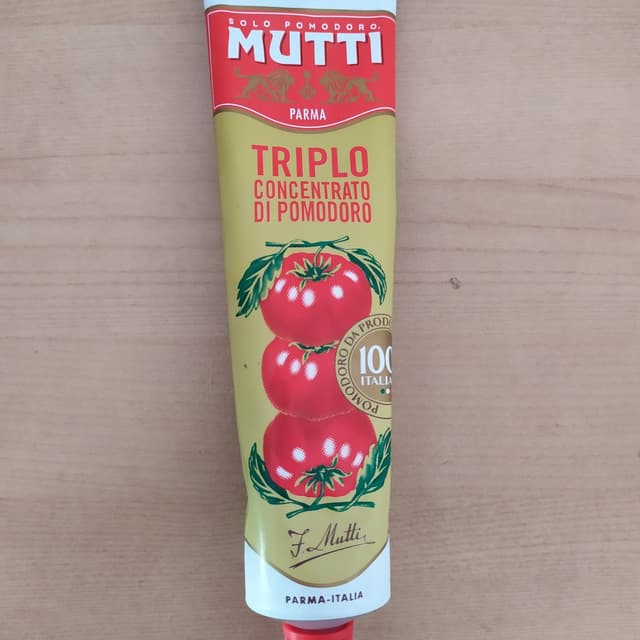 SOLO POMODORO.
MUTTI
PARMA
TRIPLO
CONCENTRATO
DI POMODORO
POMODORO DA PRODU
100
ITALIA
F. Mutti
PARMA-ITALIA